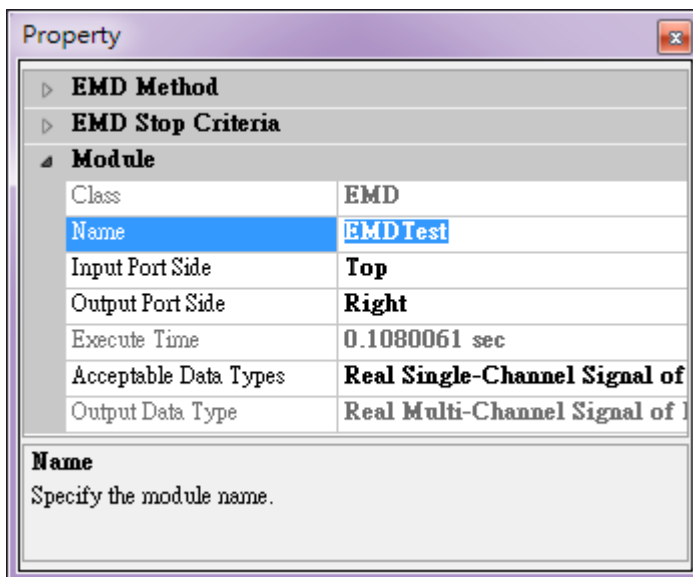 Property
EMD Method
EMD Stop Criteria
Module
Class EMD
Name EMDTest
Input Port Side Top
Output Port Side Right
Execute Time 0.1080061 sec
Acceptable Data Types Real Single-Channel Signal of
Output Data Type Real Multi-Channel Signal of
Name
Specify the module name.